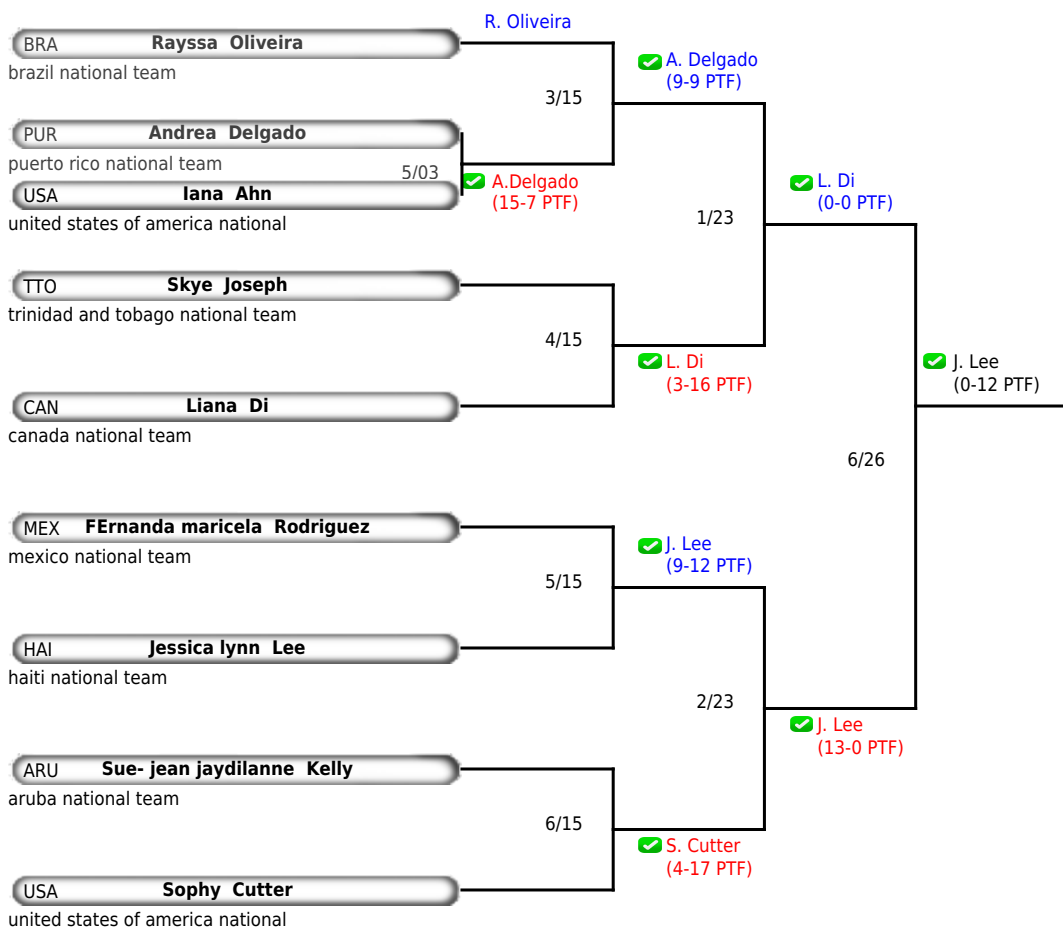 R. Oliveira
BRA Rayssa Oliveira
brazil national team
A. Delgado
(9-9 PTF)
3/15
PUR Andrea Delgado
puerto rico national team
5/03
A.Delgado
(15-7 PTF)
USA Iana Ahn
united states of america national
L. Di
(0-0 PTF)
1/23
TTO Skye Joseph
trinidad and tobago national team
4/15
L. Di
(3-16 PTF)
CAN Liana Di
canada national team
J. Lee
(0-12 PTF)
6/26
MEX FErnanda maricela Rodriguez
mexico national team
J. Lee
(9-12 PTF)
5/15
HAI Jessica lynn Lee
haiti national team
2/23
J. Lee
(13-0 PTF)
ARU Sue- jean jaydilanne Kelly
aruba national team
6/15
S. Cutter
(4-17 PTF)
USA Sophy Cutter
united states of america national